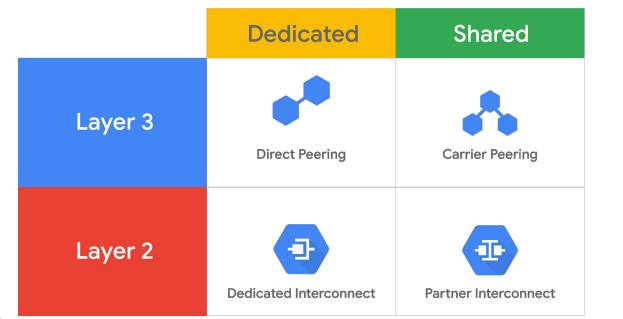 Dedicated
Shared
Layer 3
Direct Peering
Carrier Peering
Layer 2
Dedicated Interconnect
Partner Interconnect